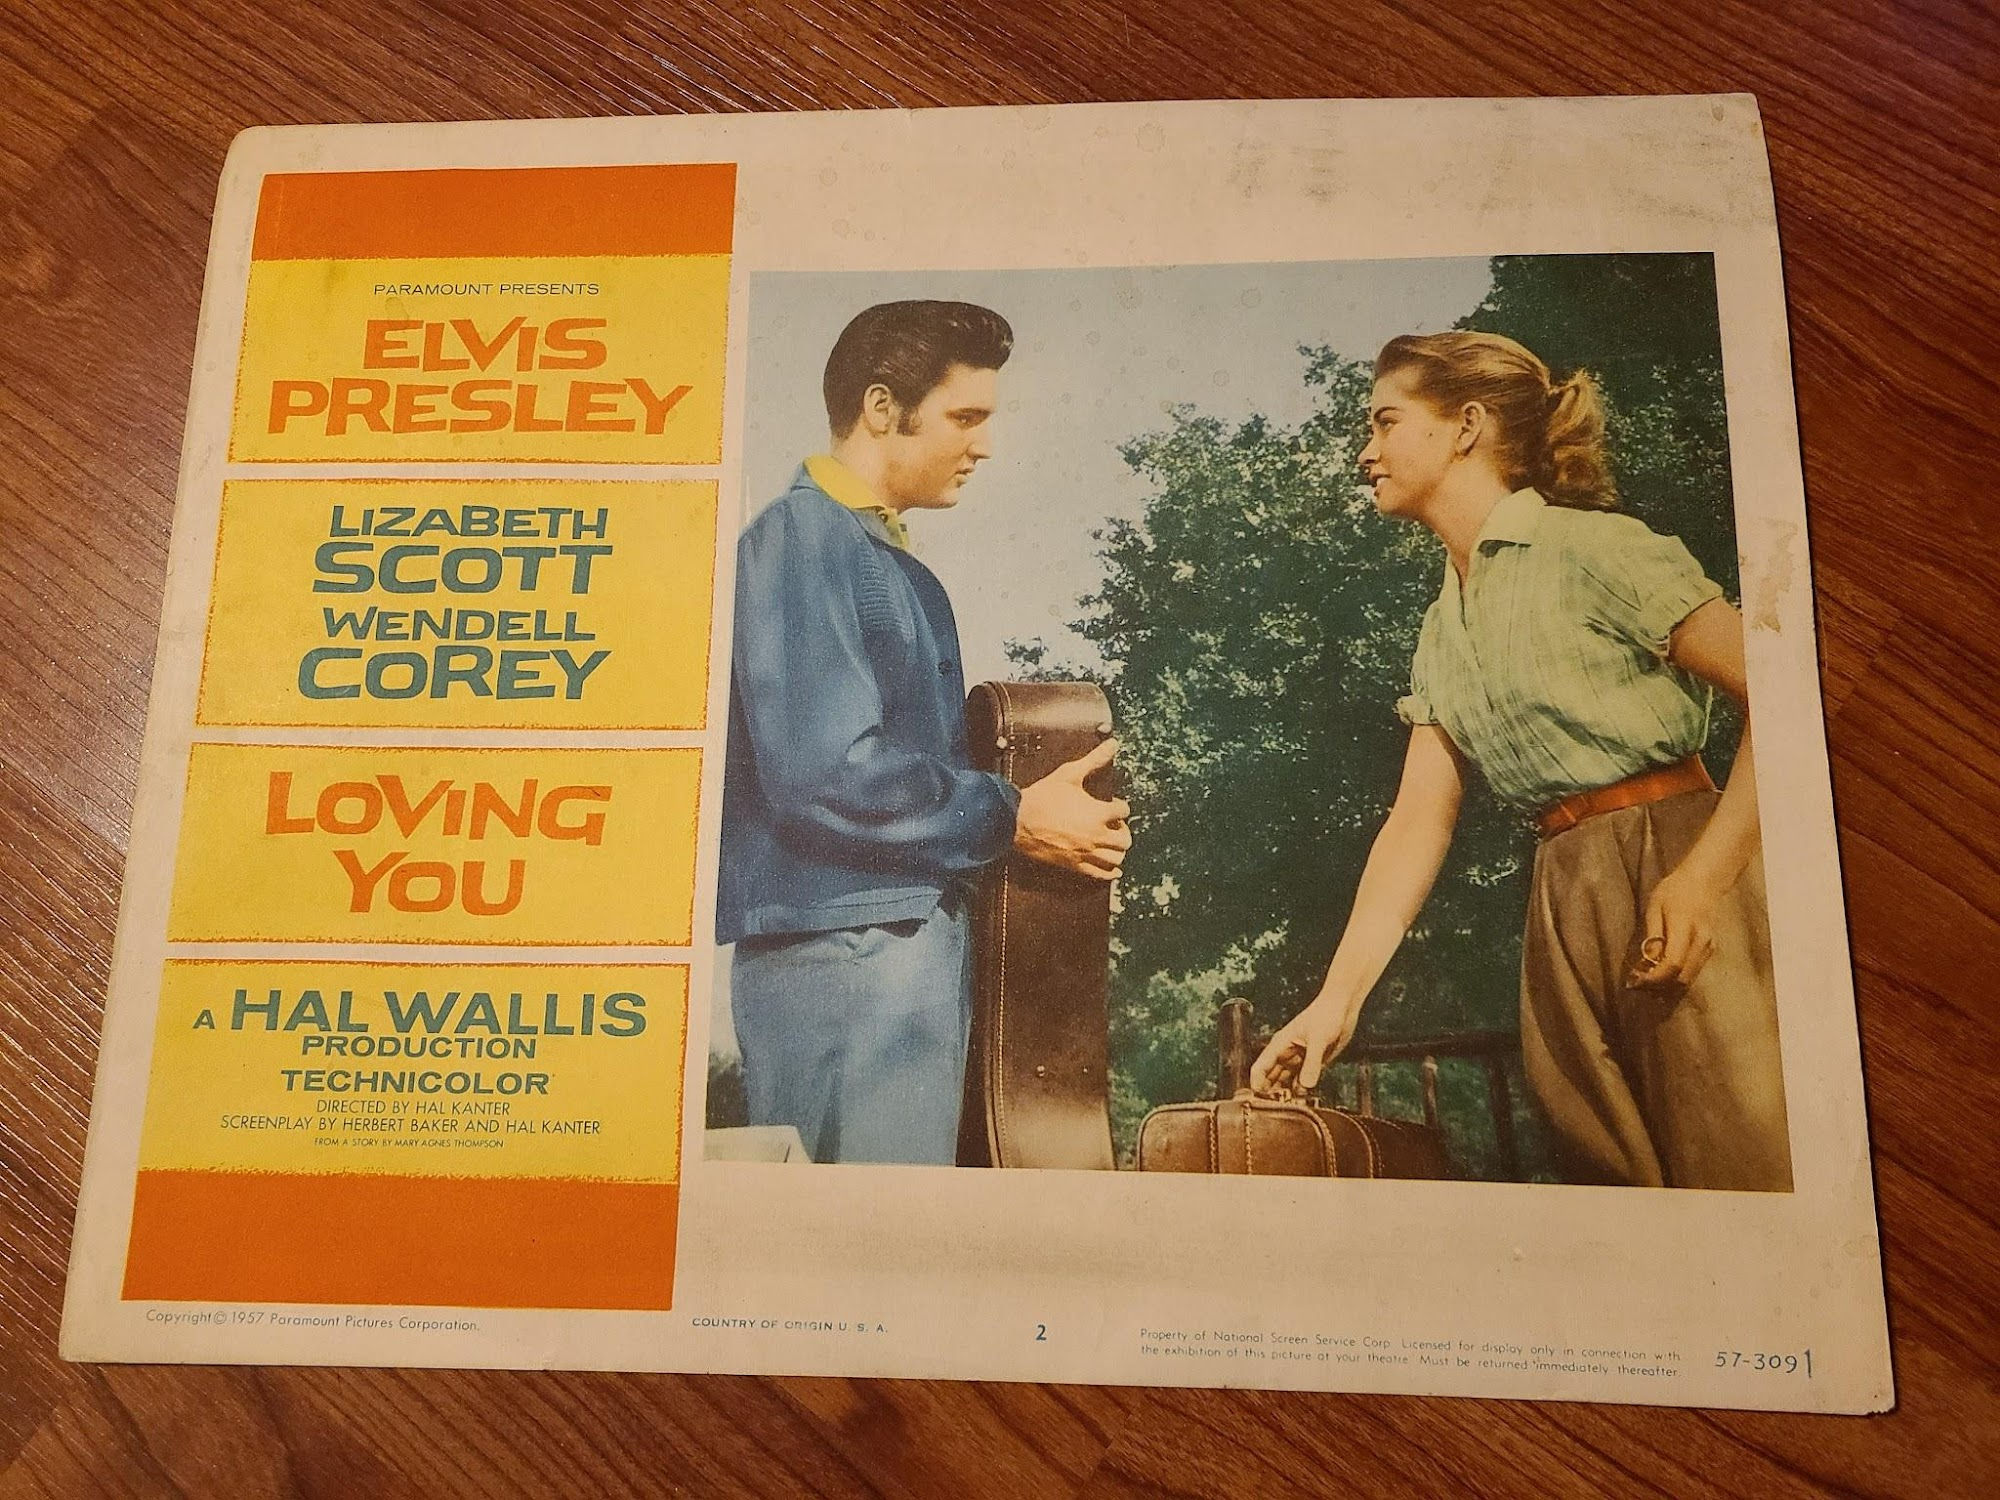 PARAMOUNT PRESENTS
ELVIS
PRESLEY
LIZABETH
SCOTT
WENDELL
COREY
LOVING
YOU
A HAL WALLIS
PRODUCTION
TECHNICOLOR
DIRECTED BY HAL KANTER
SCREENPLAY BY HERBERT BAKER AND HAL KANTER
FROM A STORY BY MARY AGNES THOMPSON
Copyright © 1957 Paramount Pictures Corporation.
COUNTRY OF ORIGIN U. S. A.
2
Property of National Screen Service Corp. Licensed for display only in connection with
the exhibition of this picture at your theatre. Must be returned immediately thereafter.
57-3091